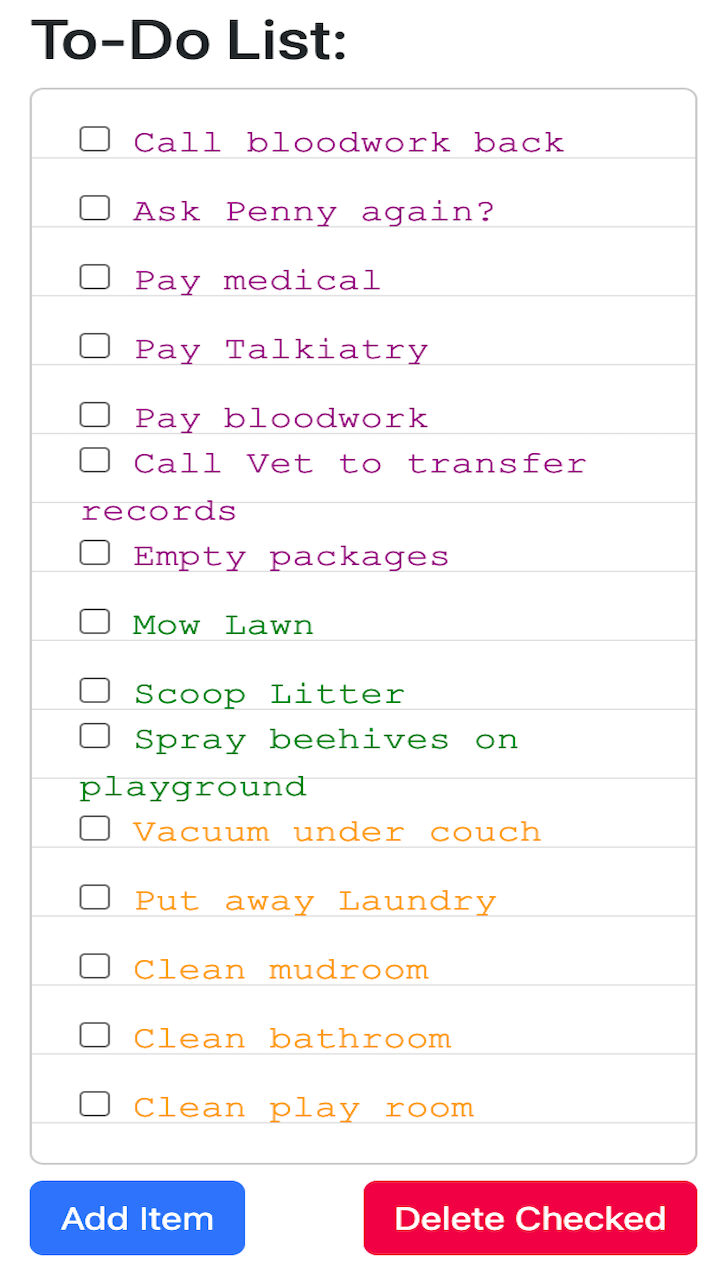 To-Do List:
Call bloodwork back
Ask Penny again?
Pay medical
Pay Talkiatry
Pay bloodwork
Call Vet to transfer
records
Empty packages
Mow Lawn
Scoop Litter
Spray beehives on
playground
Vacuum under couch
Put away Laundry
Clean mudroom
Clean bathroom
Clean play room
Add Item
Delete Checked